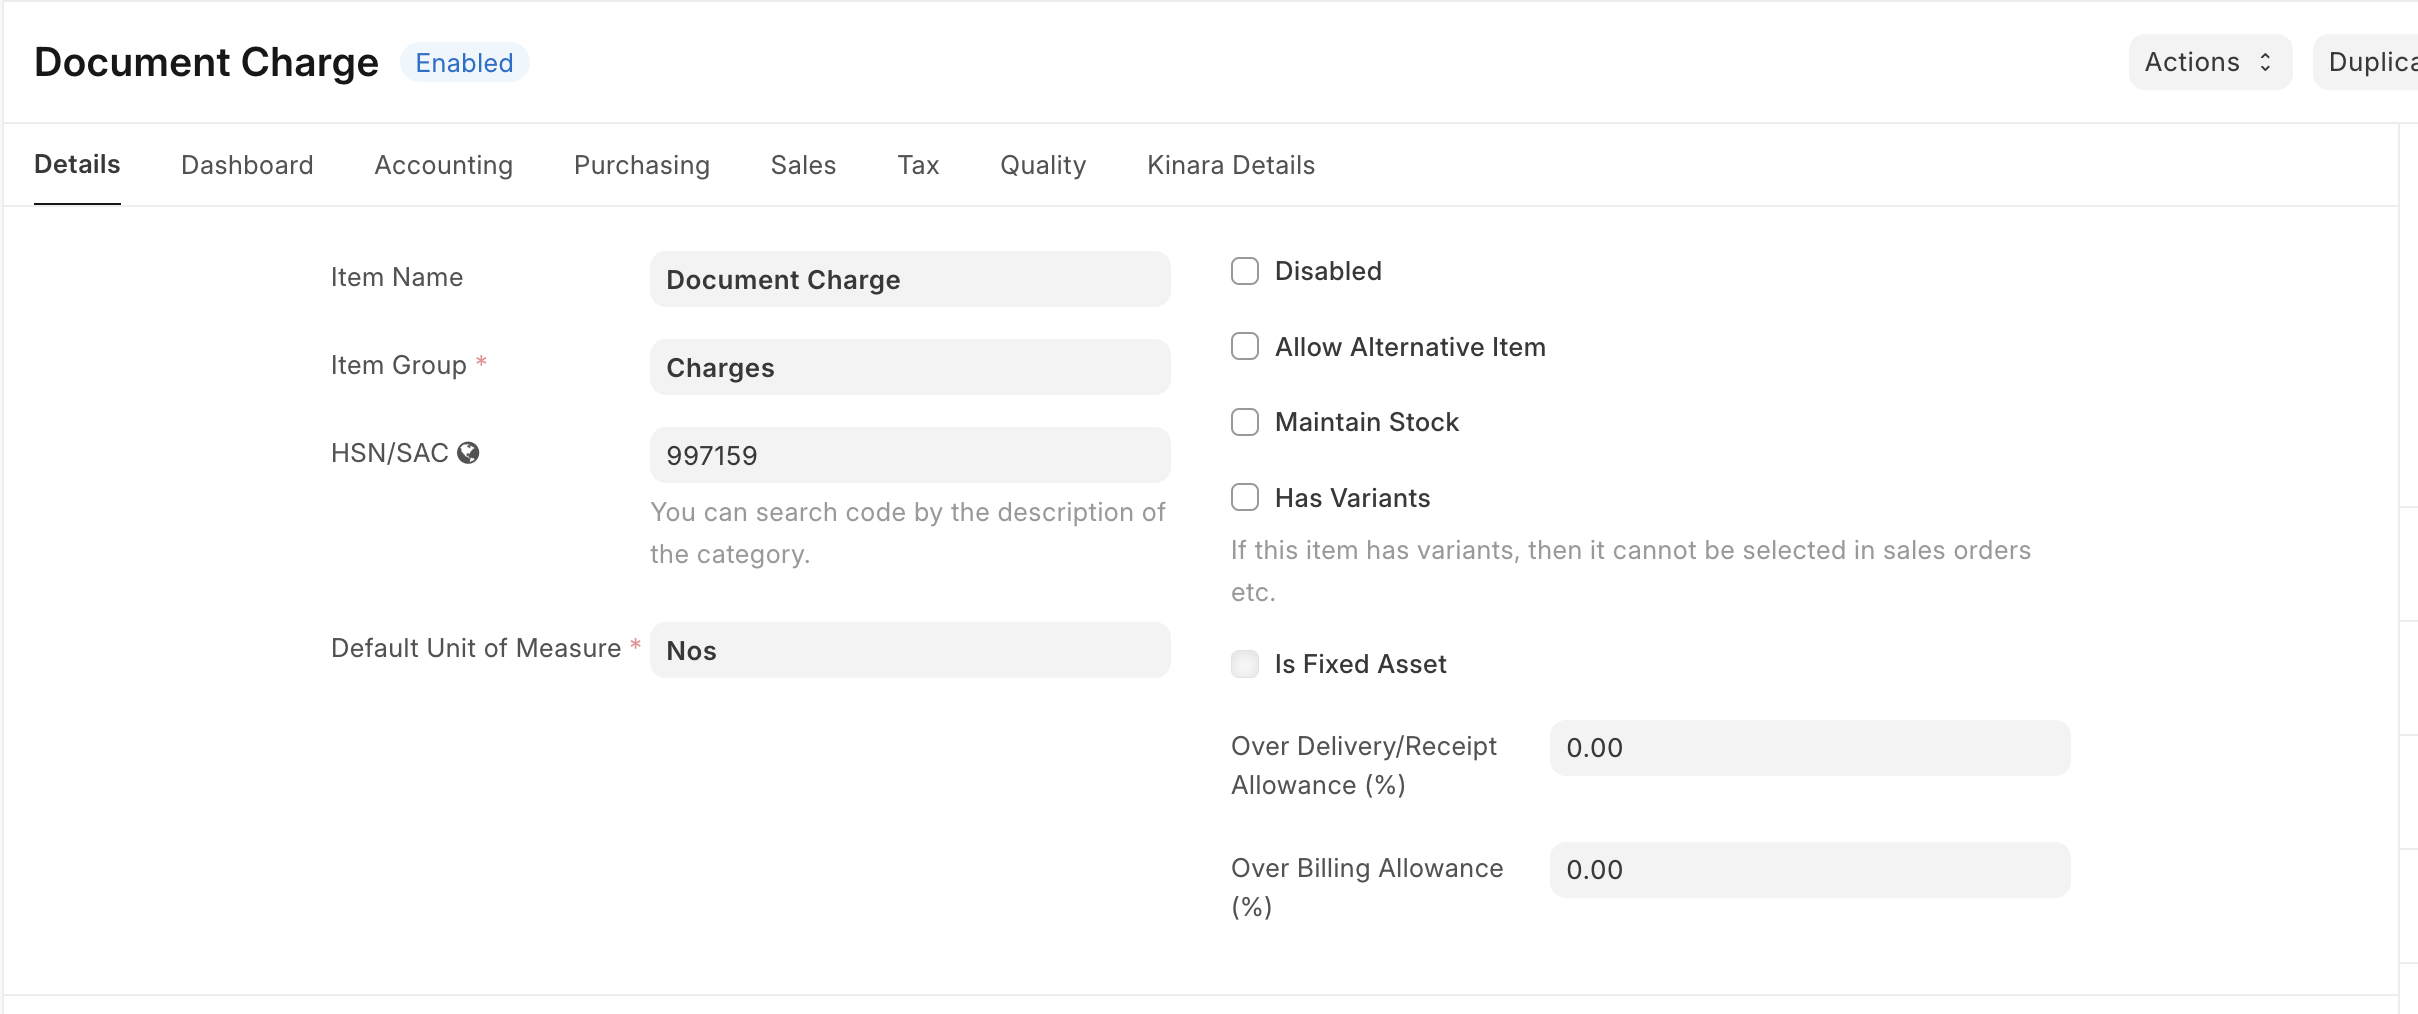 Document Charge Enabled Actions Duplica
Details Dashboard Accounting Purchasing Sales Tax Quality Kinara Details
Item Name Document Charge
Item Group * Charges
HSN/SAC 997159
You can search code by the description of
the category.
Default Unit of Measure * Nos
Disabled
Allow Alternative Item
Maintain Stock
Has Variants
If this item has variants, then it cannot be selected in sales orders
etc.
Is Fixed Asset
Over Delivery/Receipt
Allowance (%)
0.00
Over Billing Allowance
(%)
0.00